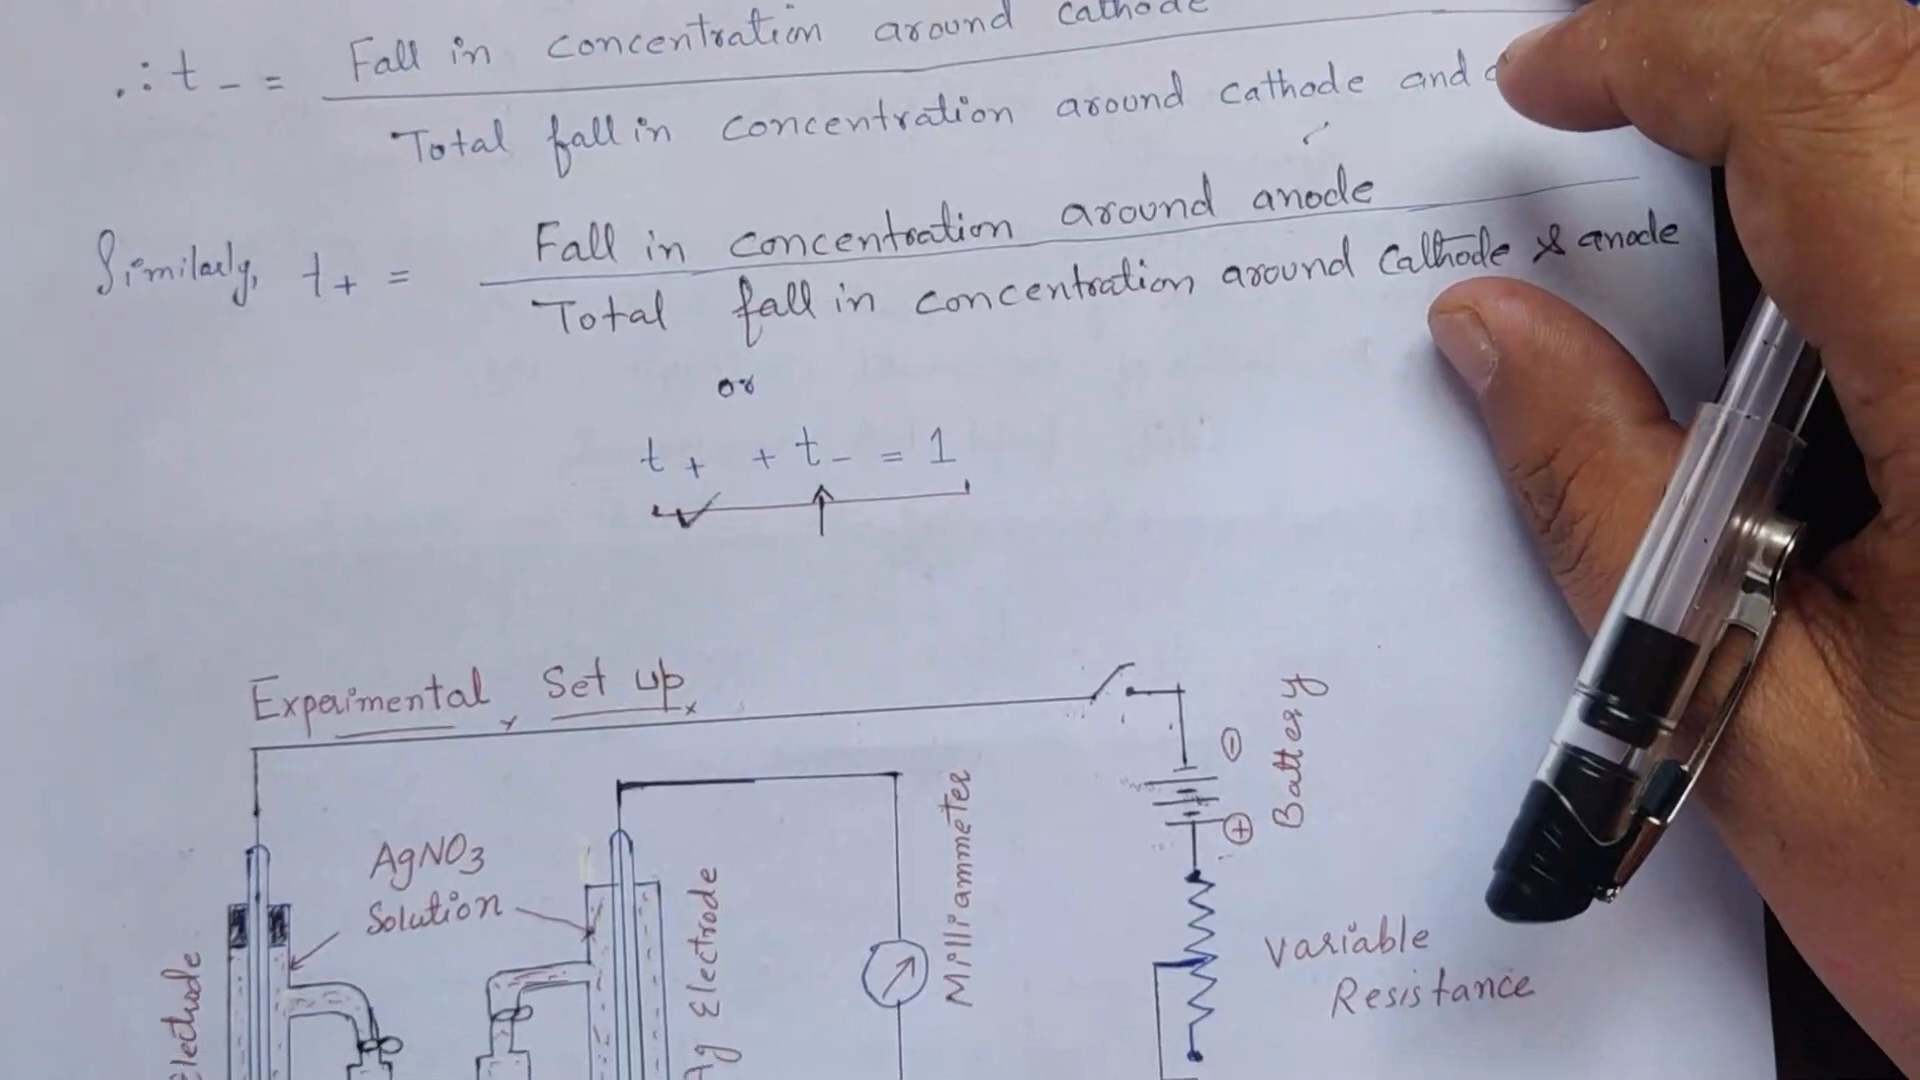 ∴ t₋ = Fall in concentration around cathode
Total fall in concentration around cathode and
Similarly, t₊ = Fall in concentration around anode
Total fall in concentration around Cathode & anode
or
t₊ + t₋ = 1
Experimental Set up
AgNO3
Solution
Electrode
Ag Electrode
Milliammeter
⊖
⊕
Battery
Variable
Resistance